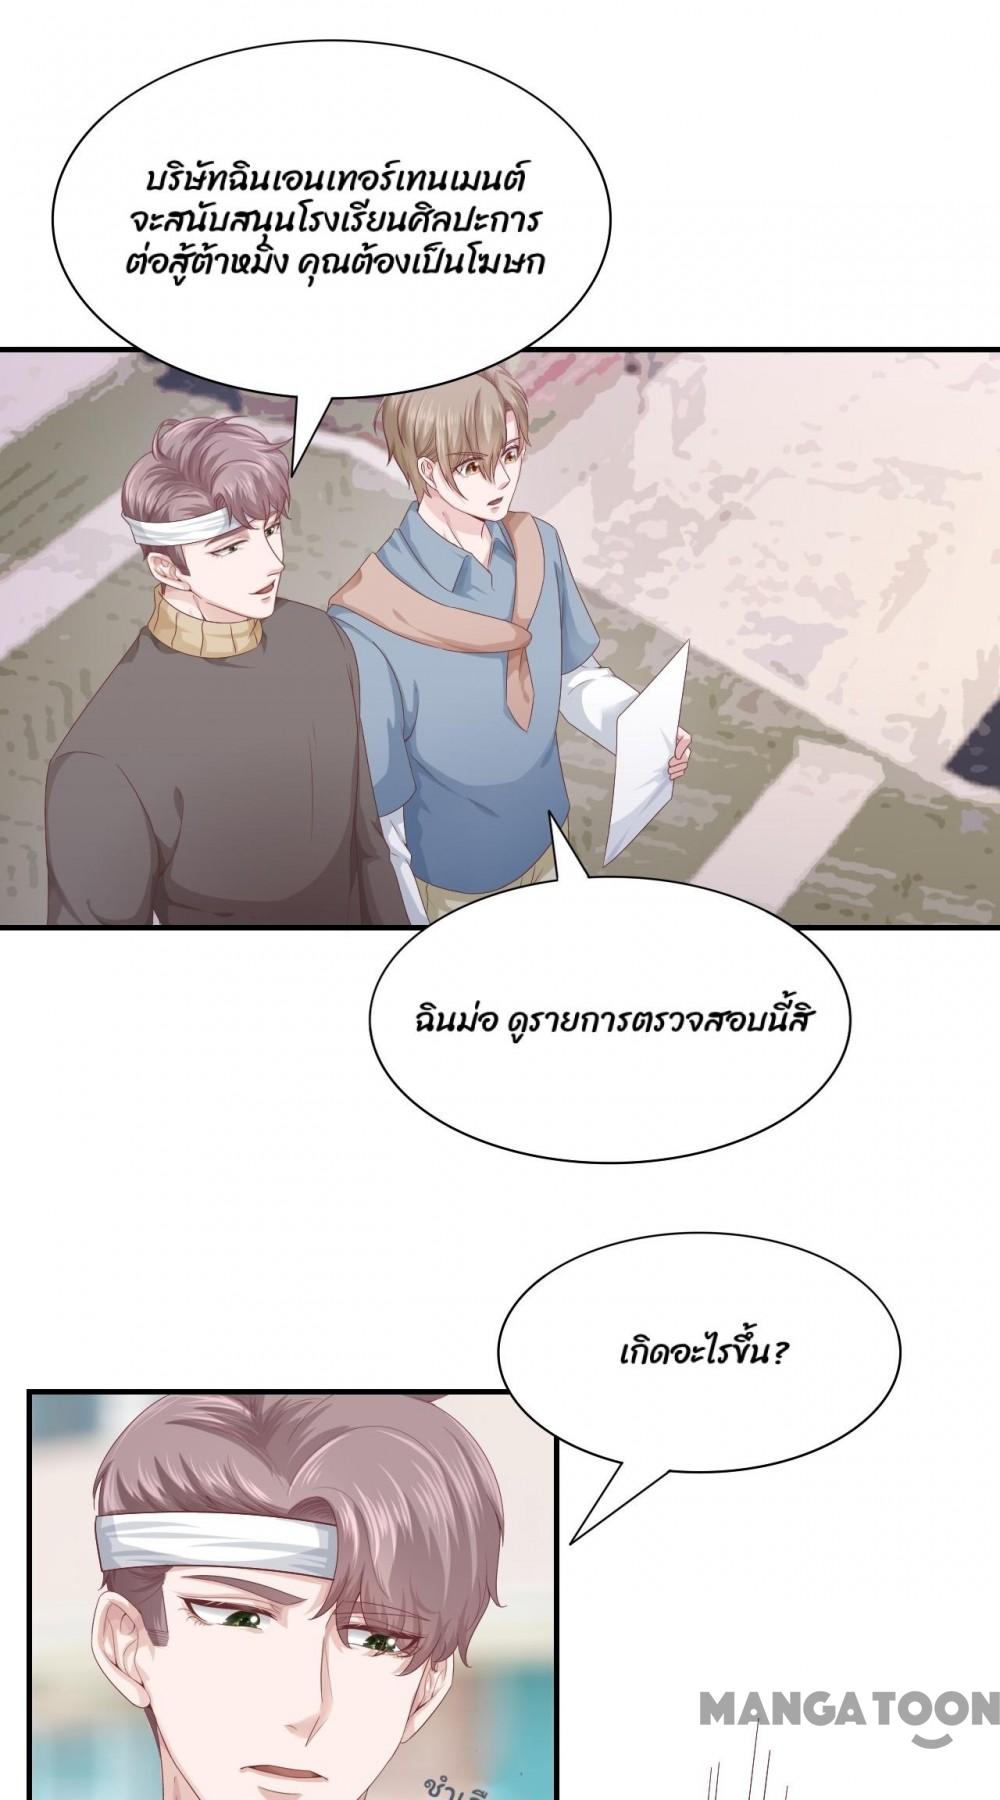 บริษัทฉินเอนเทอร์เทนเมนต์
จะสนับสนุนโรงเรียนศิลปะการ
ต่อสู้ต้าหมิง คุณต้องเป็นโฆษก
ฉินม่อ ดูรายการตรวจสอบนี้สิ
เกิดอะไรขึ้น?
MANGATOON